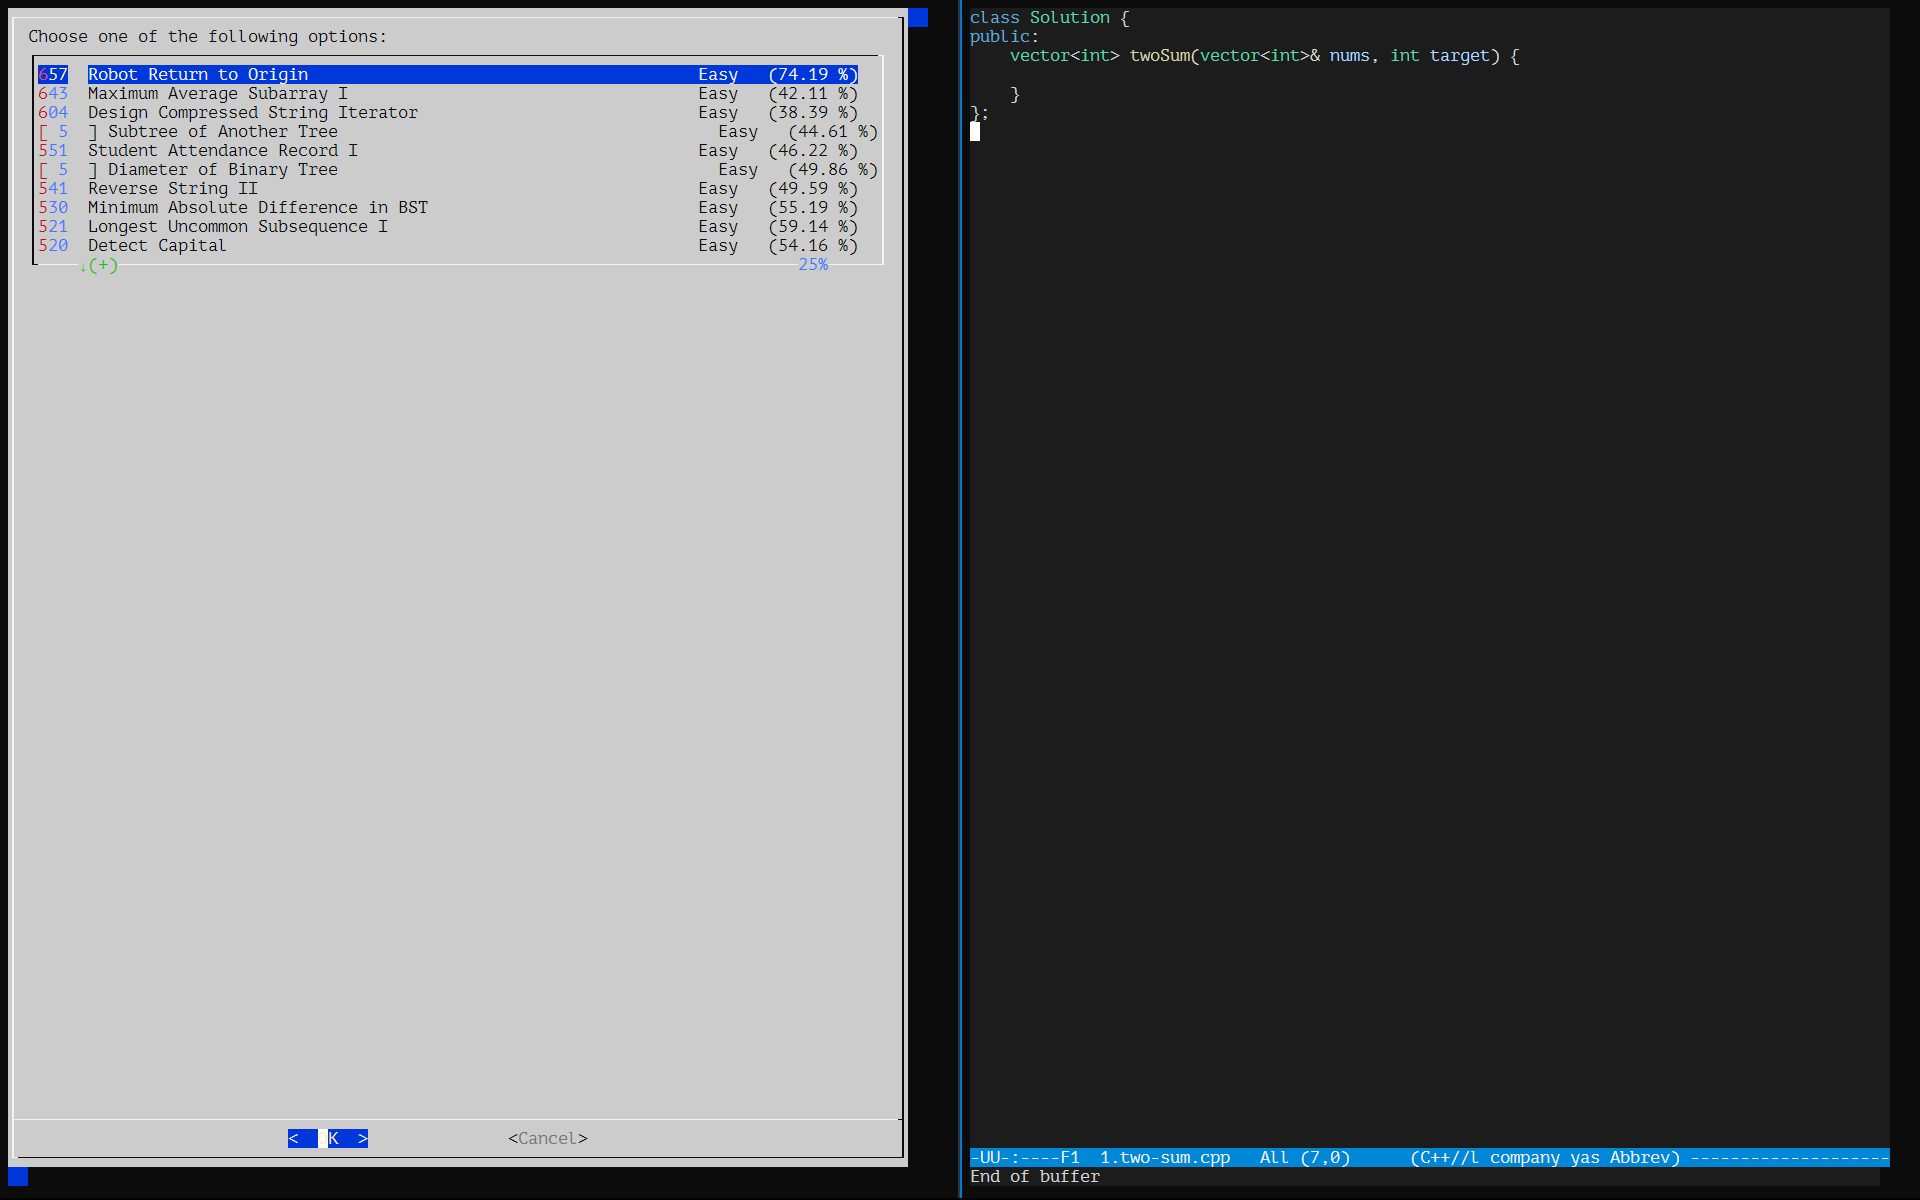 Choose one of the following options:
657 Robot Return to Origin Easy (74.19 %)
643 Maximum Average Subarray I Easy (42.11 %)
604 Design Compressed String Iterator Easy (38.39 %)
[ 5 ] Subtree of Another Tree Easy (44.61 %)
551 Student Attendance Record I Easy (46.22 %)
[ 5 ] Diameter of Binary Tree Easy (49.86 %)
541 Reverse String II Easy (49.59 %)
530 Minimum Absolute Difference in BST Easy (55.19 %)
521 Longest Uncommon Subsequence I Easy (59.14 %)
520 Detect Capital Easy (54.16 %)
↓(+) 25%
< OK > <Cancel>
class Solution {
public:
    vector<int> twoSum(vector<int>& nums, int target) {
    }
};
-UU-:----F1 1.two-sum.cpp All (7,0) (C++//l company yas Abbrev) --------------------
End of buffer